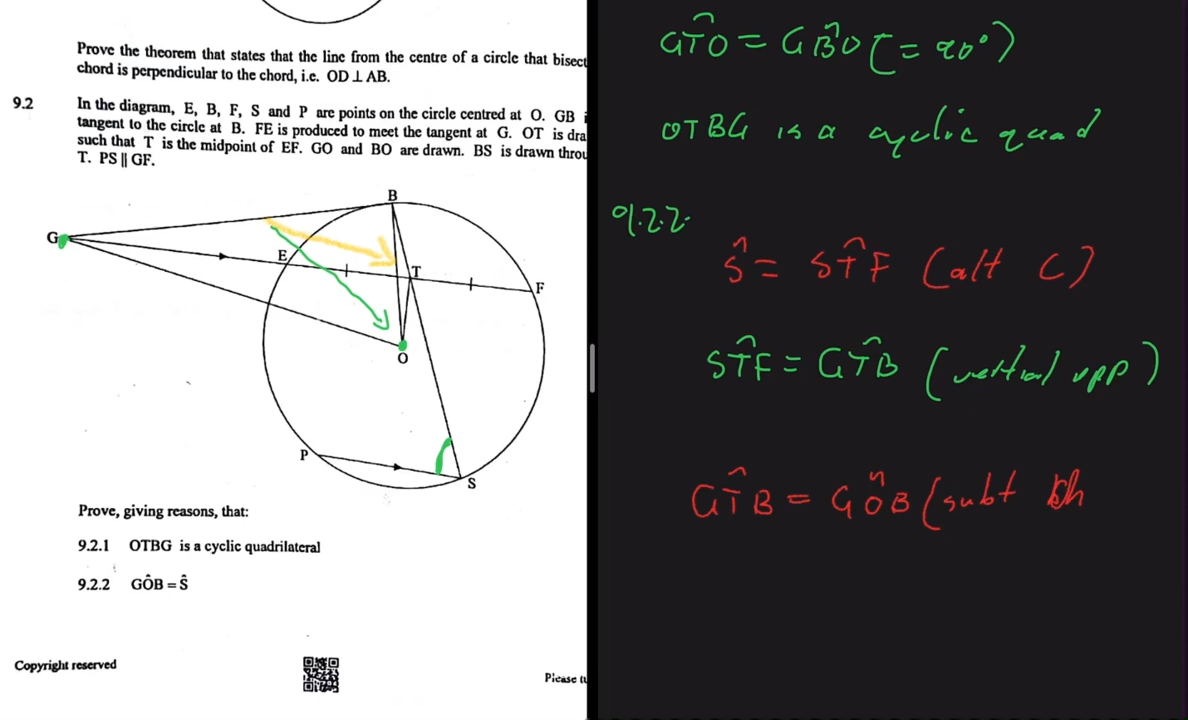 Prove the theorem that states that the line from the centre of a circle that bisect
chord is perpendicular to the chord, i.e. OD ⊥ AB.
9.2 In the diagram, E, B, F, S and P are points on the circle centred at O. GB i
tangent to the circle at B. FE is produced to meet the tangent at G. OT is dra
such that T is the midpoint of EF. GO and BO are drawn. BS is drawn throu
T. PS || GF.
B
G
E
T
F
O
P
S
Prove, giving reasons, that:
9.2.1 OTBG is a cyclic quadrilateral
9.2.2 GÔB = Ŝ
Copyright reserved
Please tu
GT̂O = GB̂O (= 90°)
OTBG is a cyclic quad
9.2.2.
Ŝ = ST̂F (alt C)
ST̂F = GT̂B (vertical opp)
GT̂B = GÔB (subt